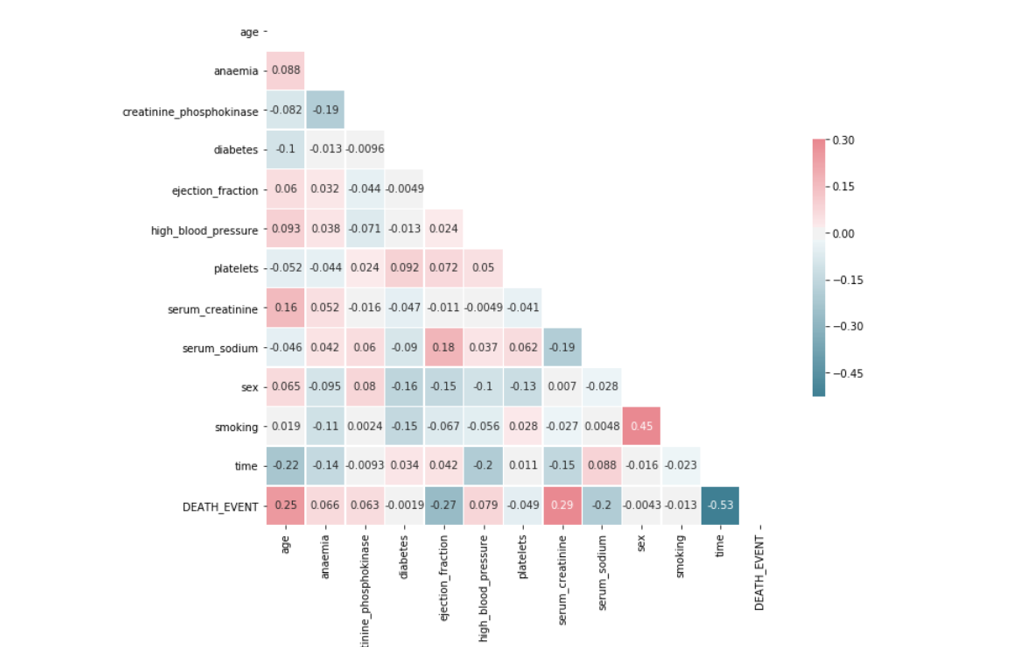 age
anaemia 0.088
creatinine_phosphokinase -0.082 -0.19
0.30
diabetes -0.1 -0.013 -0.0096
0.15
ejection_fraction 0.06 0.032 -0.044 -0.0049
high_blood_pressure 0.093 0.038 -0.071 -0.013 0.024
0.00
platelets -0.052 -0.044 0.024 0.092 0.072 0.05
−0.15
serum_creatinine 0.16 0.052 -0.016 -0.047 -0.011 -0.0049 -0.041
−0.30
serum_sodium -0.046 0.042 0.06 -0.09 0.18 0.037 0.062 -0.19
−0.45
sex 0.065 -0.095 0.08 -0.16 -0.15 -0.1 -0.13 0.007 -0.028
smoking 0.019 -0.11 0.0024 -0.15 -0.067 -0.056 0.028 -0.027 0.0048 0.45
time -0.22 -0.14 -0.0093 0.034 0.042 -0.2 0.011 -0.15 0.088 -0.016 -0.023
DEATH_EVENT 0.25 0.066 0.063 -0.0019 -0.27 0.079 -0.049 0.29 -0.2 -0.0043 -0.013 -0.53
age
anaemia
tinine_phosphokinase
diabetes
ejection_fraction
high_blood_pressure
platelets
serum_creatinine
serum_sodium
sex
smoking
time
DEATH_EVENT